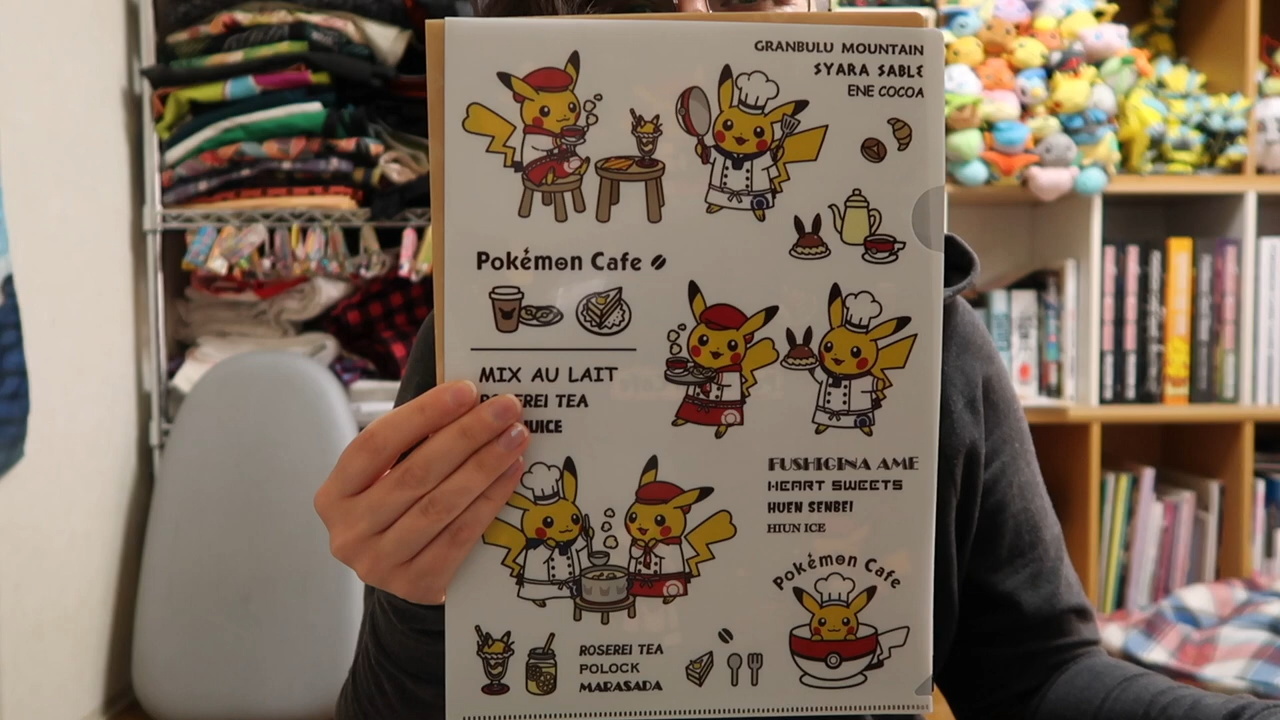 GRANBULU MOUNTAIN
SYARA SABLE
ENE COCOA
Pokémon Cafe
MIX AU LAIT
TEA
FUSHIGINA AME
HEART SWEETS
HUEN SENBEI
HIUN ICE
Pokémon Cafe
ROSEREI TEA
POLOCK
MARASADA